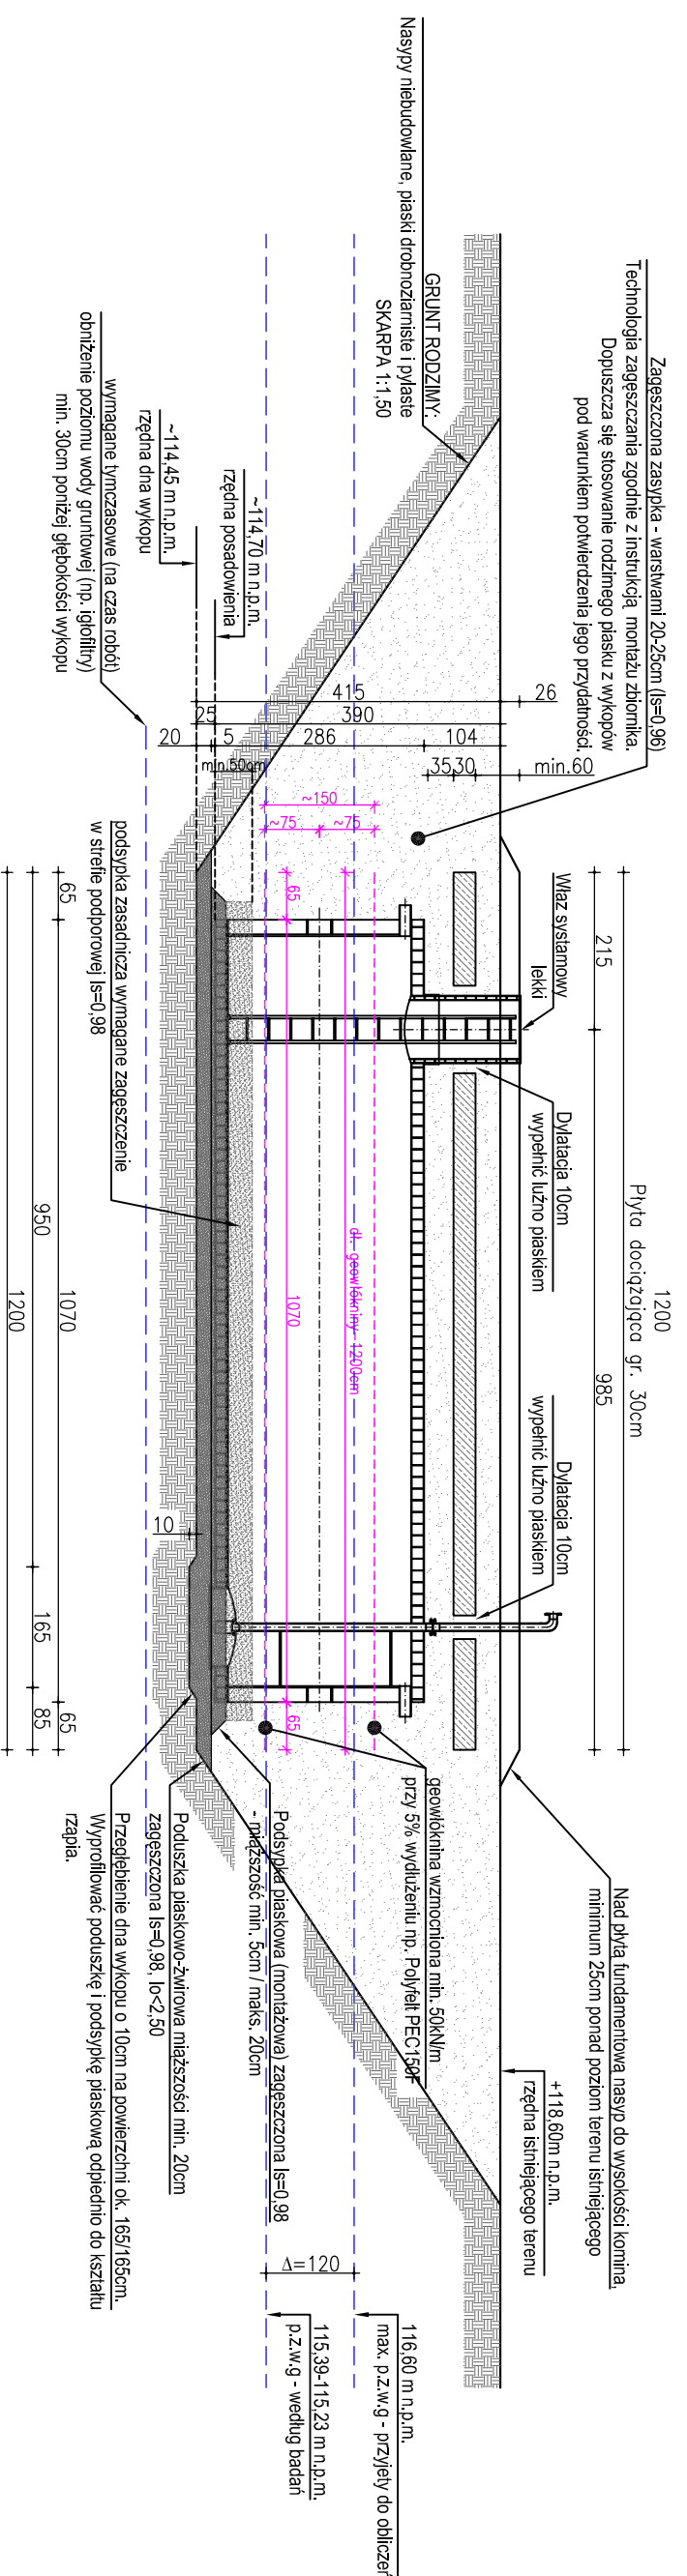 Nasypy niebudowlane, piaski drobnoziarniste i pylaste
GRUNT RODZIMY:
SKARPA 1:1,50
Zagęszczona zasypka - warstwami 20-25cm (Is=0,96)
Technologia zagęszczania zgodnie z instrukcją montażu zbiornika.
Dopuszcza się stosowanie rodzimego piasku z wykopów
pod warunkiem potwierdzenia jego przydatności.
~114,45 m n.p.m.
rzędna dna wykopu
~114,70 m n.p.m.
rzędna posadowienia
wymagane tymczasowe (na czas robót)
obniżenie poziomu wody gruntowej (np. igłofiltry)
min. 30cm poniżej głębokości wykopu
26
415
25
390
20
5
286
104
min.50cm
35
30
min.60
~150
~75
~75
1200
Płyta dociążająca gr. 30cm
215
985
Właz systamowy
lekki
Dylatacja 10cm
wypełnić luźno piaskiem
Dylatacja 10cm
wypełnić luźno piaskiem
65
1070
65
dł. geowłókniny 1200cm
podsypka zasadnicza wymagane zagęszczenie
w strefie podporowej Is=0,98
10
65
1070
65
950
165
85
1200
Nad płytą fundamentową nasyp do wysokości komina,
minimum 25cm ponad poziom terenu istniejącego
+118,60m n.p.m.
rzędna istniejącego terenu
geowłóknina wzmocniona min. 50kN/m
przy 5% wydłużeniu np. Polyfelt PEC150F
Podsypka piaskowa (montażowa) zagęszczona Is=0,98
- miąższość min. 5cm / maks. 20cm
Poduszka piaskowo-żwirowa miąższości min. 20cm
zagęszczona Is=0,98, Io<2,50
Przegłębienie dna wykopu o 10cm na powierzchni ok. 165/165cm.
Wyprofilować poduszkę i podsypkę piaskową odpiednio do kształtu
rząpia.
Δ=120
116,60 m n.p.m.
max. p.z.w.g - przyjety do obliczeń
115,39-115,23 m n.p.m.
p.z.w.g - według badań